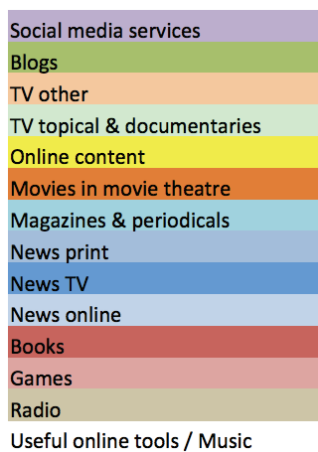 Social media services
Blogs
TV other
TV topical & documentaries
Online content
Movies in movie theatre
Magazines & periodicals
News print
News TV
News online
Books
Games
Radio
Useful online tools / Music